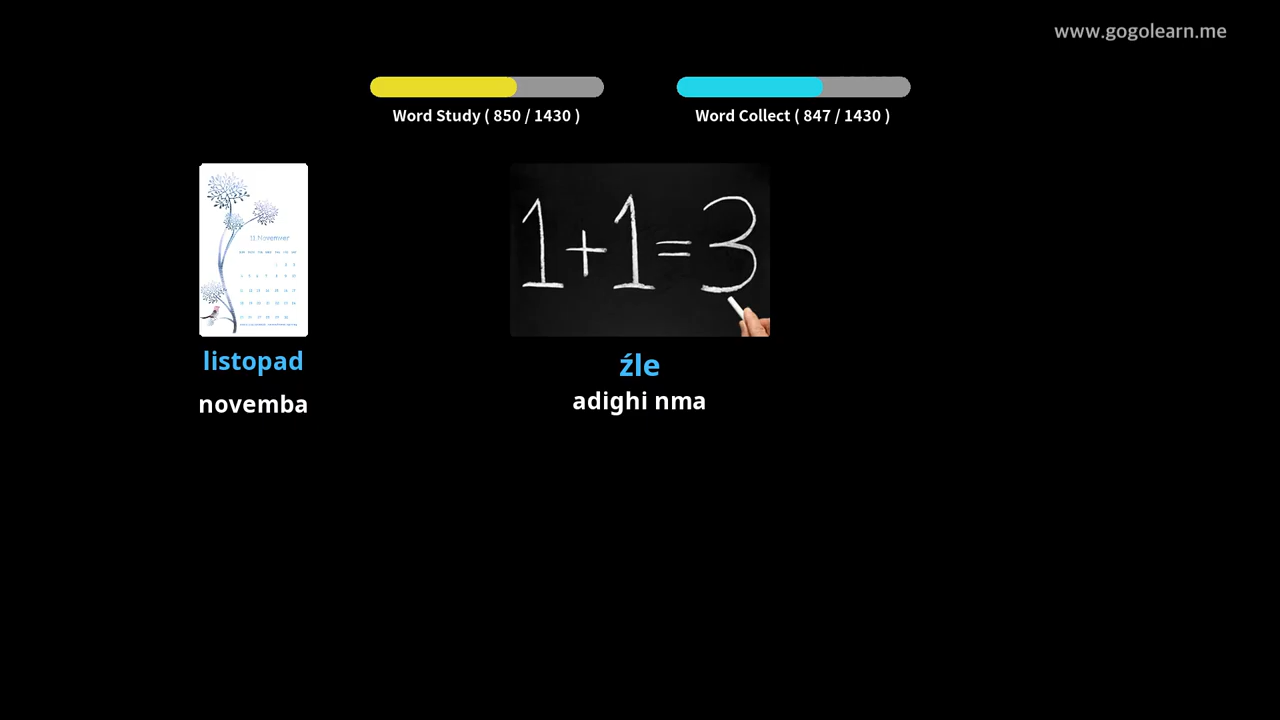 www.gogolearn.me
Word Study ( 850 / 1430 )
Word Collect ( 847 / 1430 )
1+1=3
listopad
novemba
źle
adighi nma